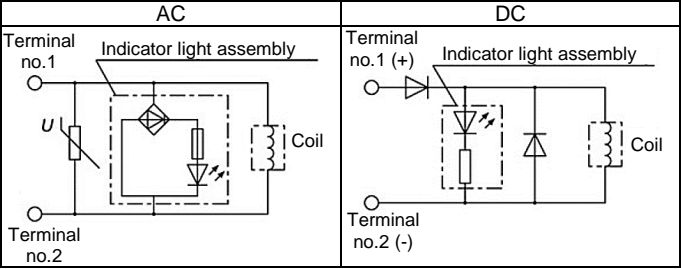 AC
DC
Terminal
no.1
Indicator light assembly
U
Coil
Terminal
no.2
Terminal
no.1 (+)
Indicator light assembly
Coil
Terminal
no.2 (-)